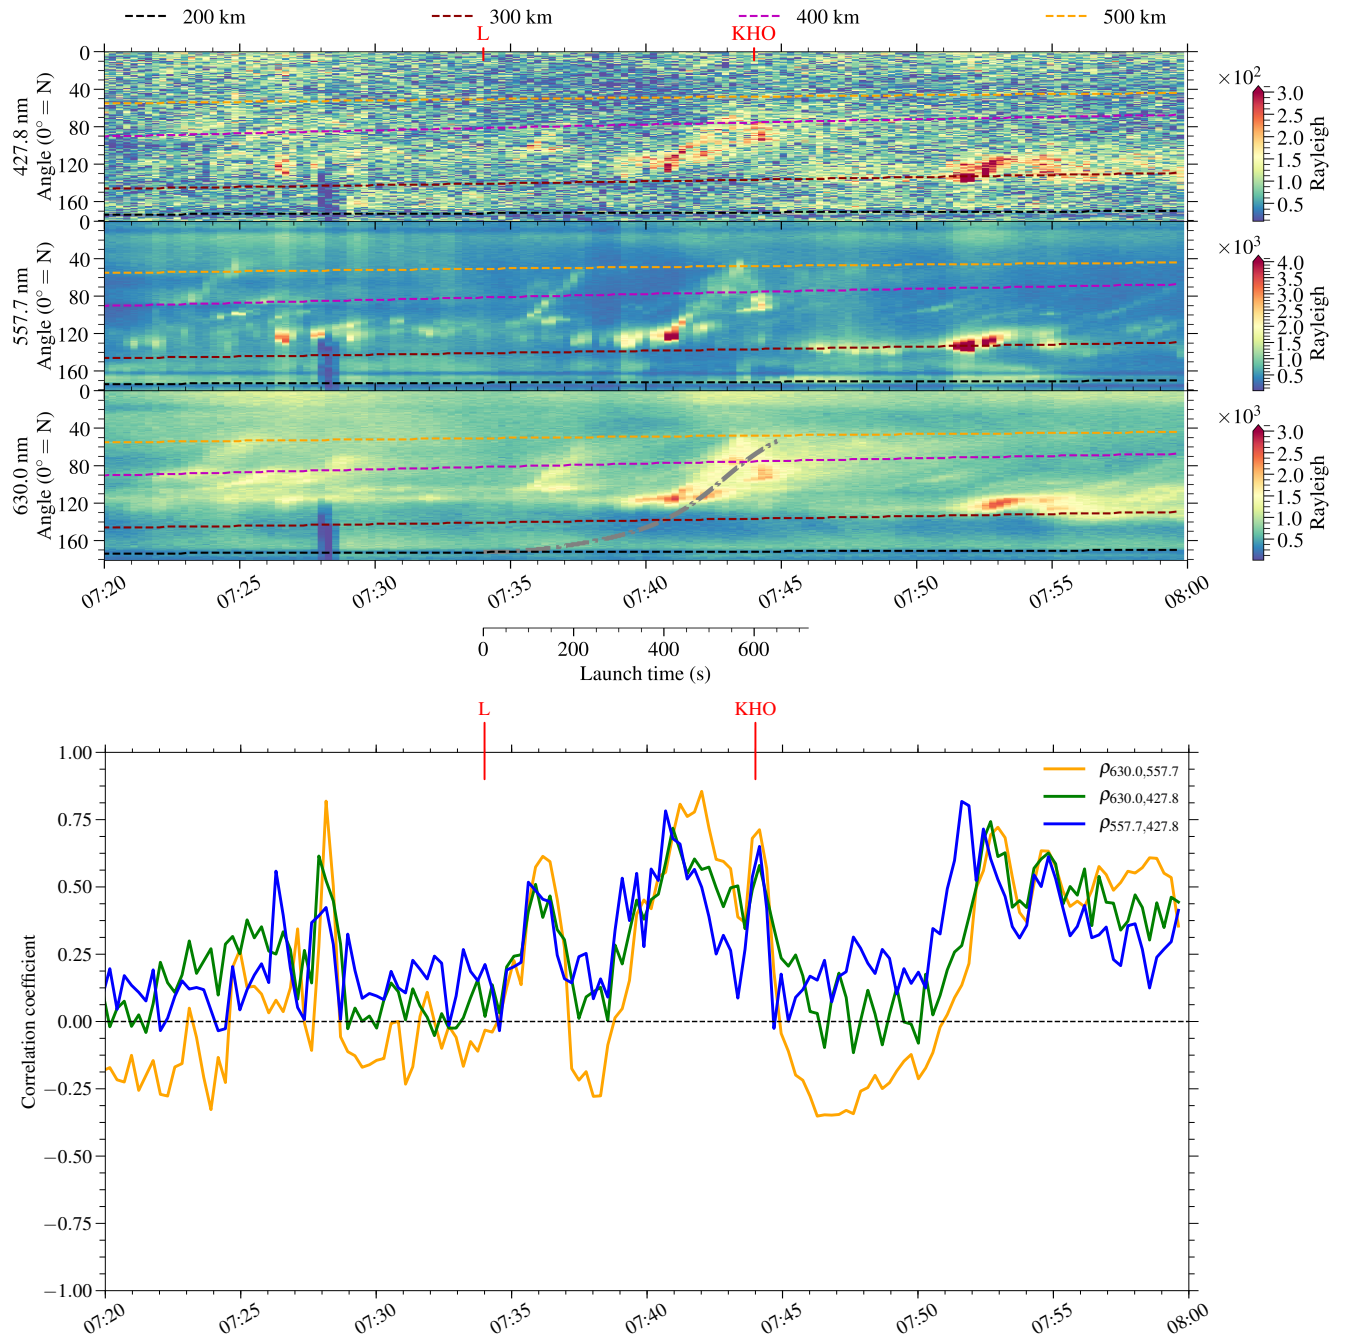 200 km 300 km 400 km 500 km
L KHO
427.8 nm
Angle (0° = N)
0
40
80
120
160
×10²
3.0
2.5
2.0
1.5
1.0
0.5
Rayleigh
557.7 nm
Angle (0° = N)
0
40
80
120
160
×10³
4.0
3.5
3.0
2.5
2.0
1.5
1.0
0.5
Rayleigh
630.0 nm
Angle (0° = N)
0
40
80
120
160
×10³
3.0
2.5
2.0
1.5
1.0
0.5
Rayleigh
07:20 07:25 07:30 07:35 07:40 07:45 07:50 07:55 08:00
0 200 400 600
Launch time (s)
L KHO
Correlation coefficient
1.00
0.75
0.50
0.25
0.00
−0.25
−0.50
−0.75
−1.00
ρ630.0,557.7
ρ630.0,427.8
ρ557.7,427.8
07:20 07:25 07:30 07:35 07:40 07:45 07:50 07:55 08:00